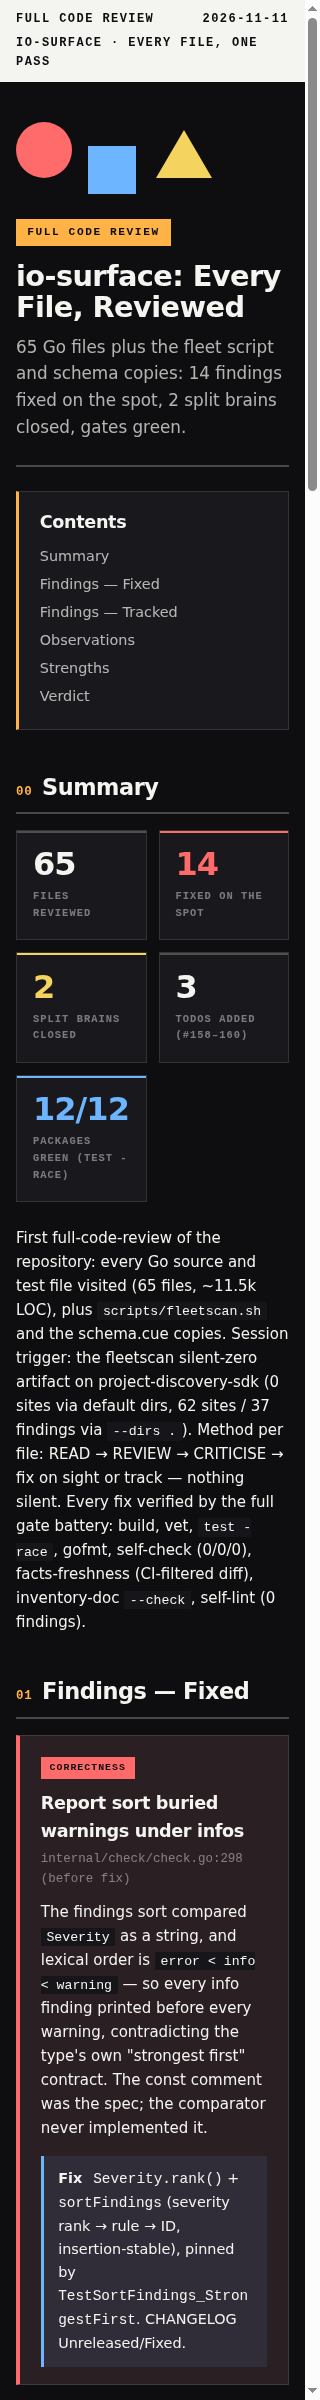 FULL CODE REVIEW 2026-11-11
IO-SURFACE · EVERY FILE, ONE
PASS
FULL CODE REVIEW
io-surface: Every
File, Reviewed
65 Go files plus the fleet script
and schema copies: 14 findings
fixed on the spot, 2 split brains
closed, gates green.
Contents
Summary
Findings — Fixed
Findings — Tracked
Observations
Strengths
Verdict
00 Summary
65
FILES
REVIEWED
14
FIXED ON THE
SPOT
2
SPLIT BRAINS
CLOSED
3
TODOS ADDED
(#158–160)
12/12
PACKAGES
GREEN (TEST -
RACE)
First full-code-review of the
repository: every Go source and
test file visited (65 files, ~11.5k
LOC), plus scripts/fleetscan.sh
and the schema.cue copies. Session
trigger: the fleetscan silent-zero
artifact on project-discovery-sdk (0
sites via default dirs, 62 sites / 37
findings via --dirs . ). Method per
file: READ → REVIEW → CRITICISE →
fix on sight or track — nothing
silent. Every fix verified by the full
gate battery: build, vet, test -
race , gofmt, self-check (0/0/0),
facts-freshness (CI-filtered diff),
inventory-doc --check , self-lint (0
findings).
01 Findings — Fixed
CORRECTNESS
Report sort buried
warnings under infos
internal/check/check.go:298
(before fix)
The findings sort compared
Severity as a string, and
lexical order is error < info
< warning — so every info
finding printed before every
warning, contradicting the
type's own "strongest first"
contract. The const comment
was the spec; the comparator
never implemented it.
Fix Severity.rank() +
sortFindings (severity
rank → rule → ID,
insertion-stable), pinned
by
TestSortFindings_Stron
gestFirst. CHANGELOG
Unreleased/Fixed.